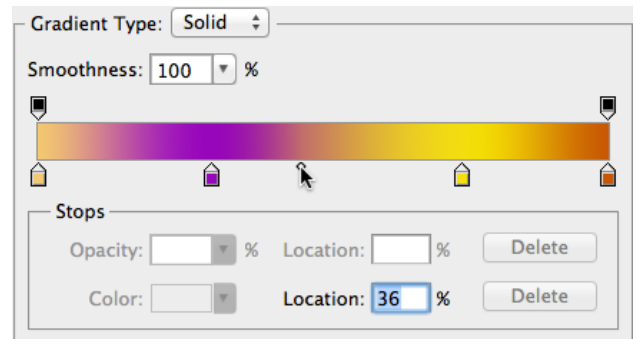 Gradient Type: Solid
Smoothness: 100 %
Stops
Opacity: % Location: % Delete
Color: Location: 36 % Delete